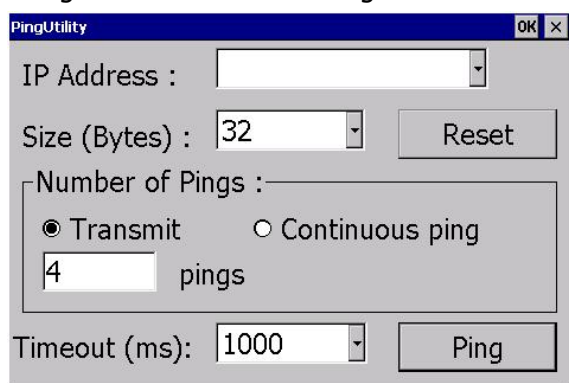 PingUtility OK ×
IP Address :
Size (Bytes) : 32 Reset
Number of Pings :
Transmit Continuous ping
4 pings
Timeout (ms): 1000 Ping